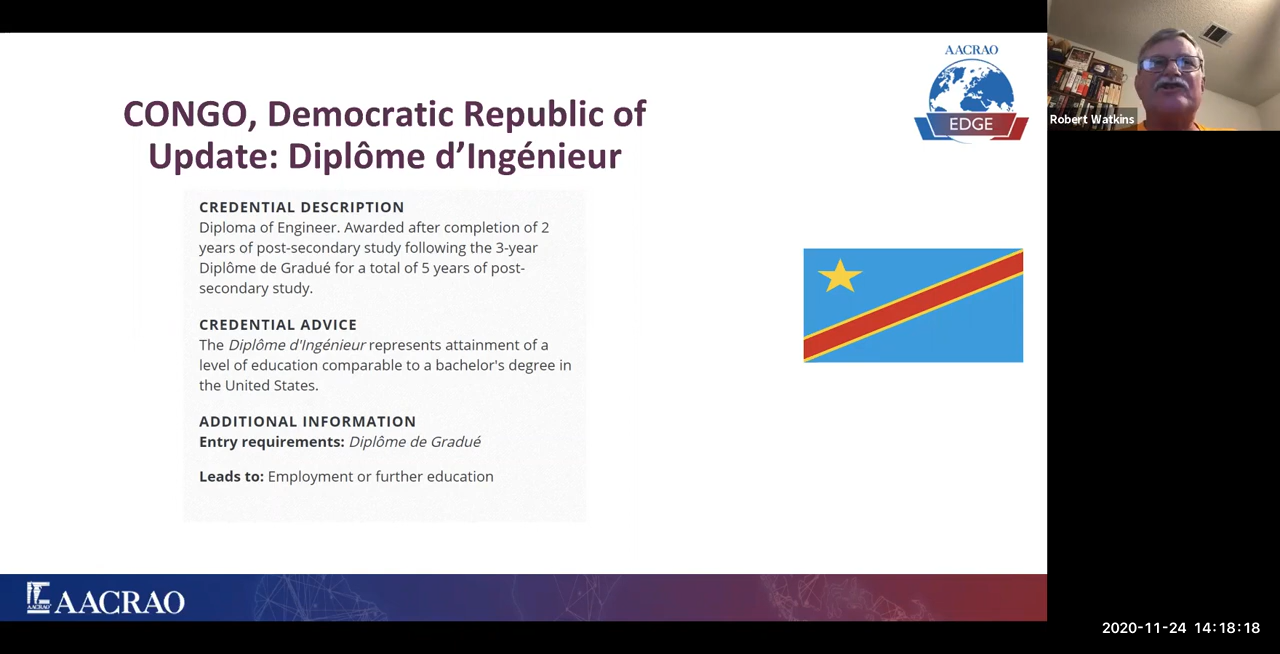 AACRAO
EDGE
CONGO, Democratic Republic of
Update: Diplôme d’Ingénieur
CREDENTIAL DESCRIPTION
Diploma of Engineer. Awarded after completion of 2
years of post-secondary study following the 3-year
Diplôme de Gradué for a total of 5 years of post-
secondary study.
CREDENTIAL ADVICE
The Diplôme d'Ingénieur represents attainment of a
level of education comparable to a bachelor's degree in
the United States.
ADDITIONAL INFORMATION
Entry requirements: Diplôme de Gradué
Leads to: Employment or further education
AACRAO
AACRAO
Robert Watkins
2020-11-24 14:18:18